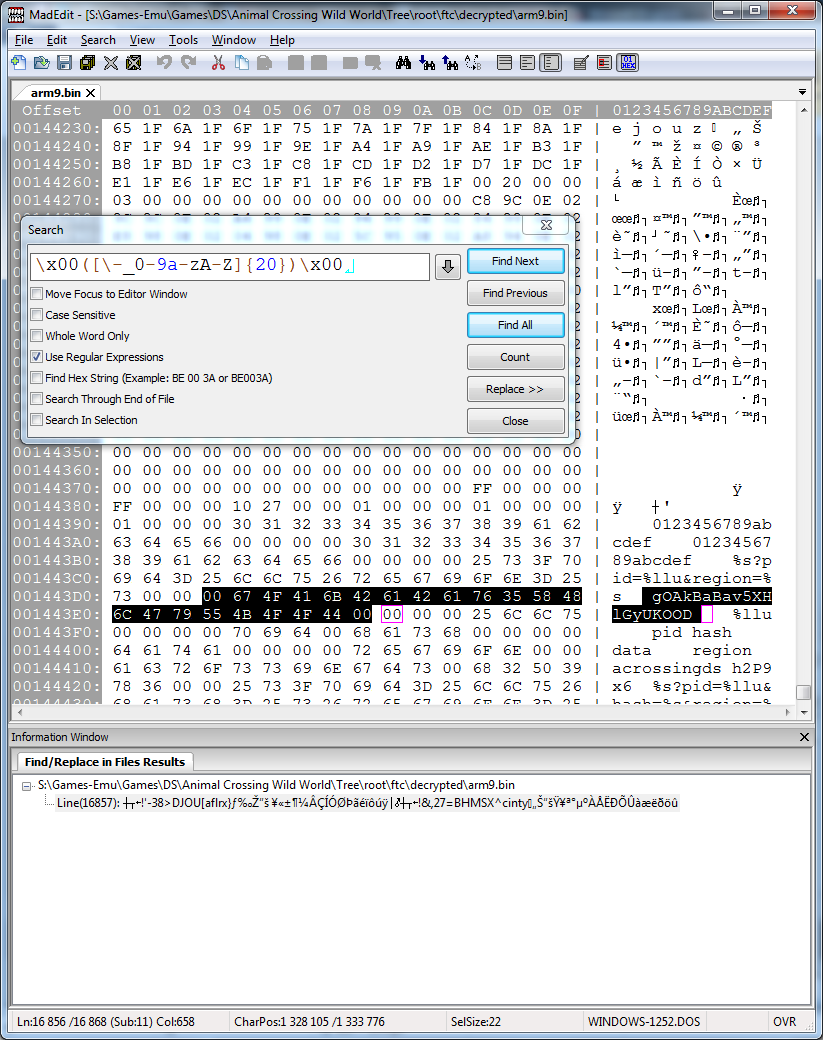 MadEdit - [S:\Games-Emu\Games\DS\Animal Crossing Wild World\Tree\root\ftc\decrypted\arm9.bin]
File Edit Search View Tools Window Help
arm9.bin
Offset 00 01 02 03 04 05 06 07 08 09 0A 0B 0C 0D 0E 0F | 0123456789ABCDEF
00144230: 65 1F 6A 1F 6F 1F 75 1F 7A 1F 7F 1F 84 1F 8A 1F | e j o u z „ Š
00144240: 8F 1F 94 1F 99 1F 9E 1F A4 1F A9 1F AE 1F B3 1F | ” ™ ž ¤ © ® ³
00144250: B8 1F BD 1F C3 1F C8 1F CD 1F D2 1F D7 1F DC 1F | ¸ ½ Ã È Í Ò × Ü
00144260: E1 1F E6 1F EC 1F F1 1F F6 1F FB 1F 00 20 00 00 | á æ ì ñ ö û
00144270: 03 00 00 00 00 00 00 00 00 00 00 00 C8 9C 0E 02
Search
\x00([\-_0-9a-zA-Z]{20})\x00.
Find Next
Move Focus to Editor Window
Find Previous
Case Sensitive
Find All
Whole Word Only
Use Regular Expressions
Count
Find Hex String (Example: BE 00 3A or BE003A)
Replace >>
Search Through End of File
Search In Selection
Close
00144350: 00 00 00 00 00 00 00 00 00 00 00 00 00 00 00 00 |
00144360: 00 00 00 00 00 00 00 00 00 00 00 00 00 00 00 00 |
00144370: 00 00 00 00 00 00 00 00 00 00 00 00 FF 00 00 00 | ÿ
00144380: FF 00 00 00 10 27 00 00 01 00 00 00 01 00 00 00 | ÿ ┼'
00144390: 01 00 00 00 30 31 32 33 34 35 36 37 38 39 61 62 | 0123456789ab
001443A0: 63 64 65 66 00 00 00 00 30 31 32 33 34 35 36 37 | cdef 01234567
001443B0: 38 39 61 62 63 64 65 66 00 00 00 00 25 73 3F 70 | 89abcdef %s?p
001443C0: 69 64 3D 25 6C 6C 75 26 72 65 67 69 6F 6E 3D 25 | id=%llu&region=%
001443D0: 73 00 00 00 67 4F 41 6B 42 61 42 61 76 35 58 48 | s gOAkBaBav5XH
001443E0: 6C 47 79 55 4B 4F 4F 44 00 00 00 00 25 6C 6C 75 | lGyUKOOD %llu
001443F0: 00 00 00 00 70 69 64 00 68 61 73 68 00 00 00 00 | pid hash
00144400: 64 61 74 61 00 00 00 00 72 65 67 69 6F 6E 00 00 | data region
00144410: 61 63 72 6F 73 73 69 6E 67 64 73 00 68 32 50 39 | acrossingds h2P9
00144420: 78 36 00 00 25 73 3F 70 69 64 3D 25 6C 6C 75 26 | x6 %s?pid=%llu&
Information Window
Find/Replace in Files Results
S:\Games-Emu\Games\DS\Animal Crossing Wild World\Tree\root\ftc\decrypted\arm9.bin
Line(16857):
Ln:16 856 /16 868 (Sub:11) Col:658 CharPos:1 328 105 /1 333 776 SelSize:22 WINDOWS-1252.DOS OVR